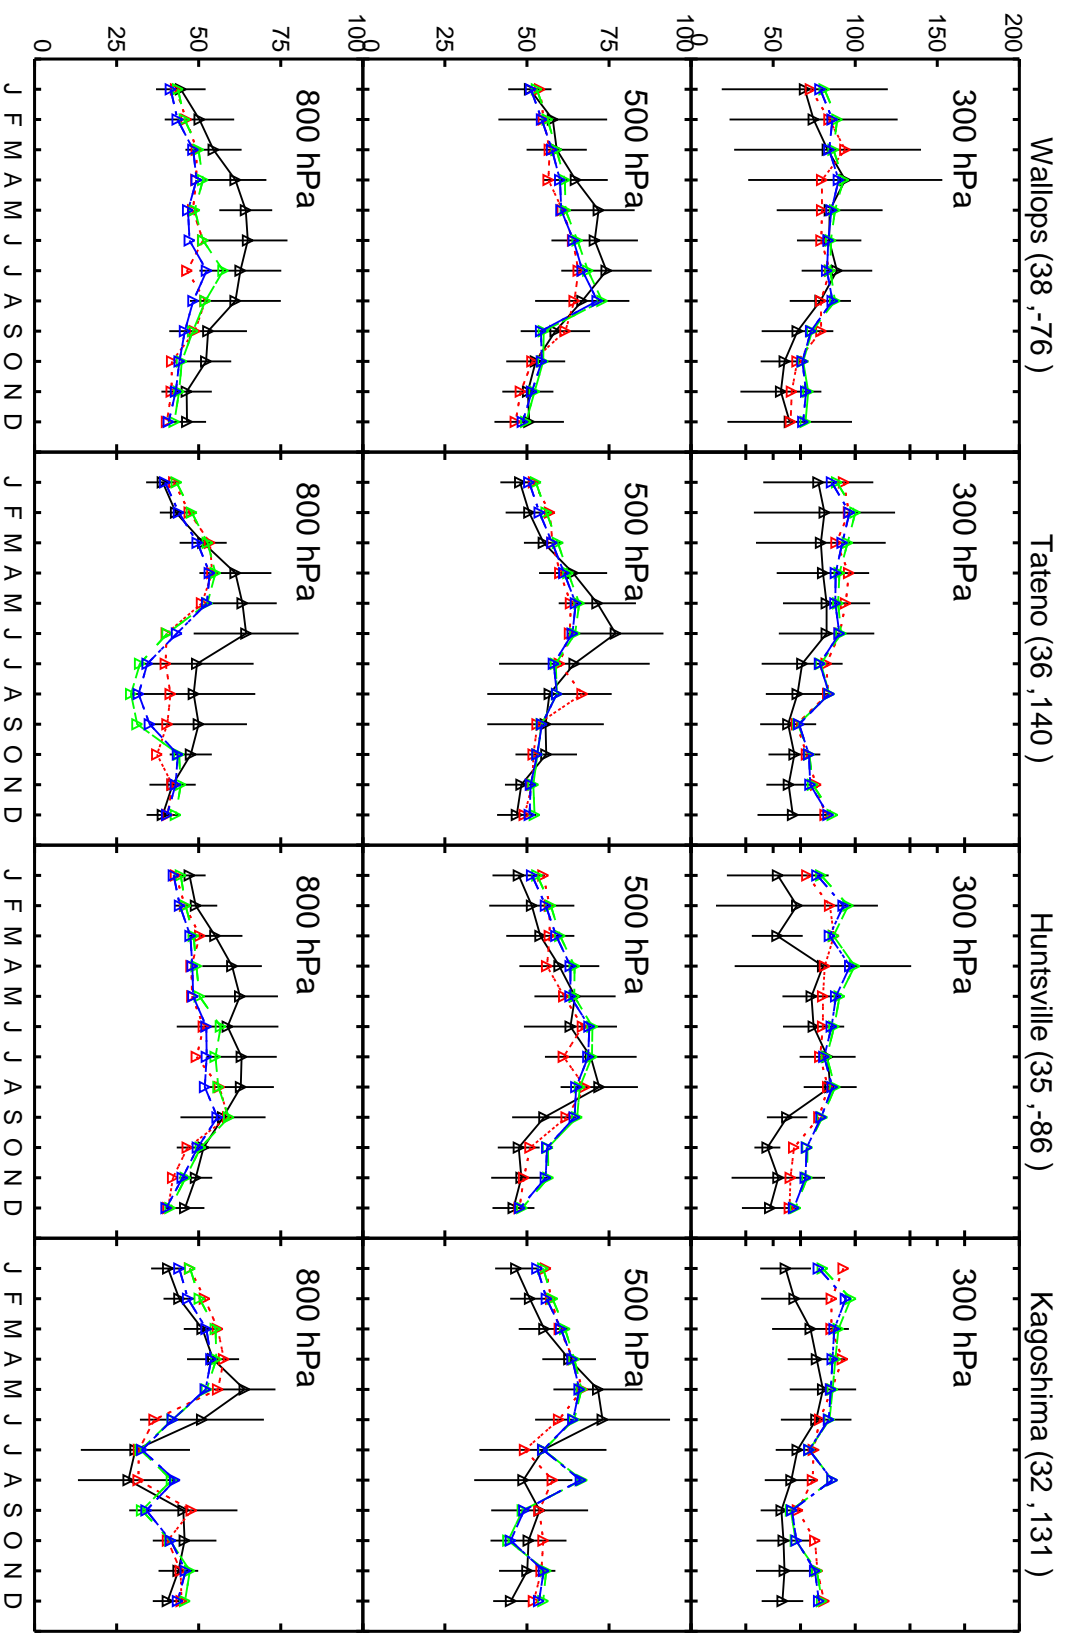 Wallops (38 ,-76 ) Tateno (36 ,140 ) Huntsville (35 ,-86 ) Kagoshima (32 ,131 )
200
150
100
50
0
300 hPa 300 hPa 300 hPa 300 hPa
100
75
50
0
500 hPa 500 hPa 500 hPa 500 hPa
100
75
50
25
0
800 hPa 800 hPa 800 hPa 800 hPa
J F M A M J J A S O N D J F M A M J J A S O N D J F M A M J J A S O N D J F M A M J J A S O N D